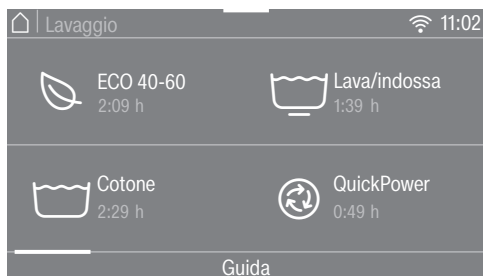 Lavaggio
11:02
ECO 40-60
2:09 h
Lava/indossa
1:39 h
Cotone
2:29 h
QuickPower
0:49 h
Guida